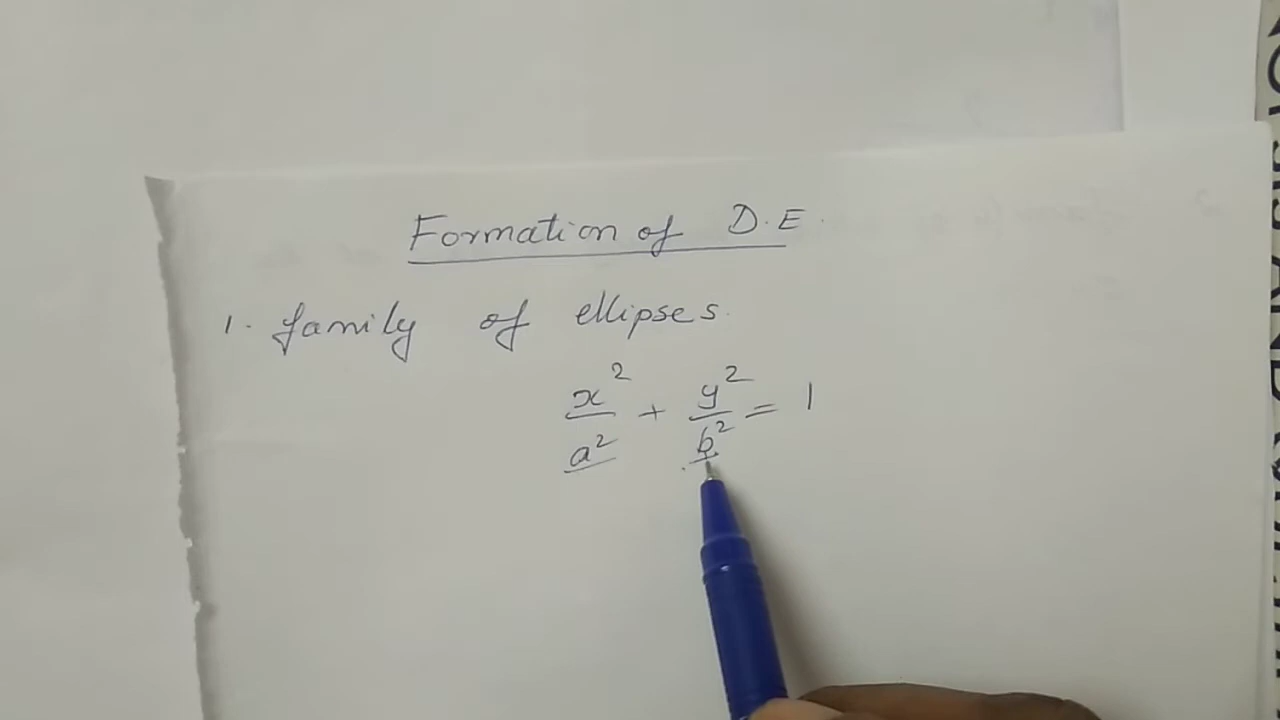 Formation of D.E.
1. family of ellipses.
x²/a² + y²/b² = 1